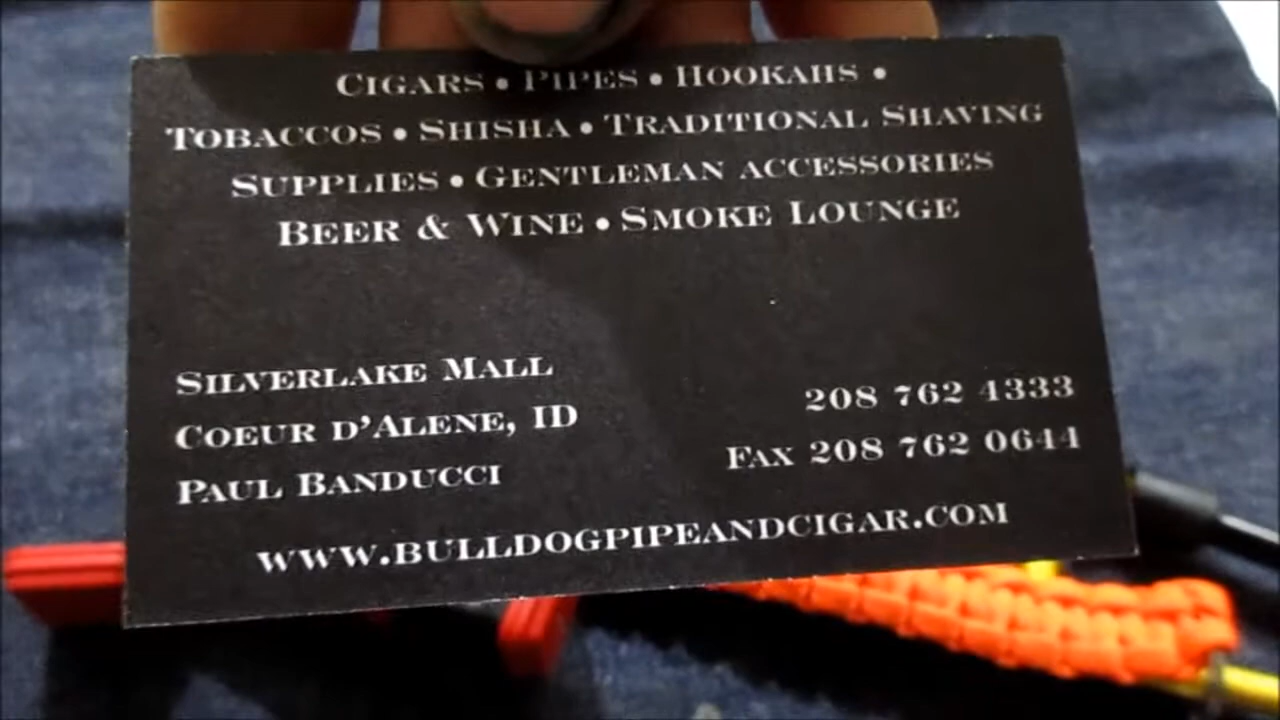 Cigars • Pipes • Hookahs •
Tobaccos • Shisha • Traditional Shaving
Supplies • Gentleman accessories
Beer & Wine • Smoke Lounge
Silverlake Mall
Coeur d'Alene, ID
Paul Banducci
208 762 4333
Fax 208 762 0644
www.bulldogpipeandcigar.com